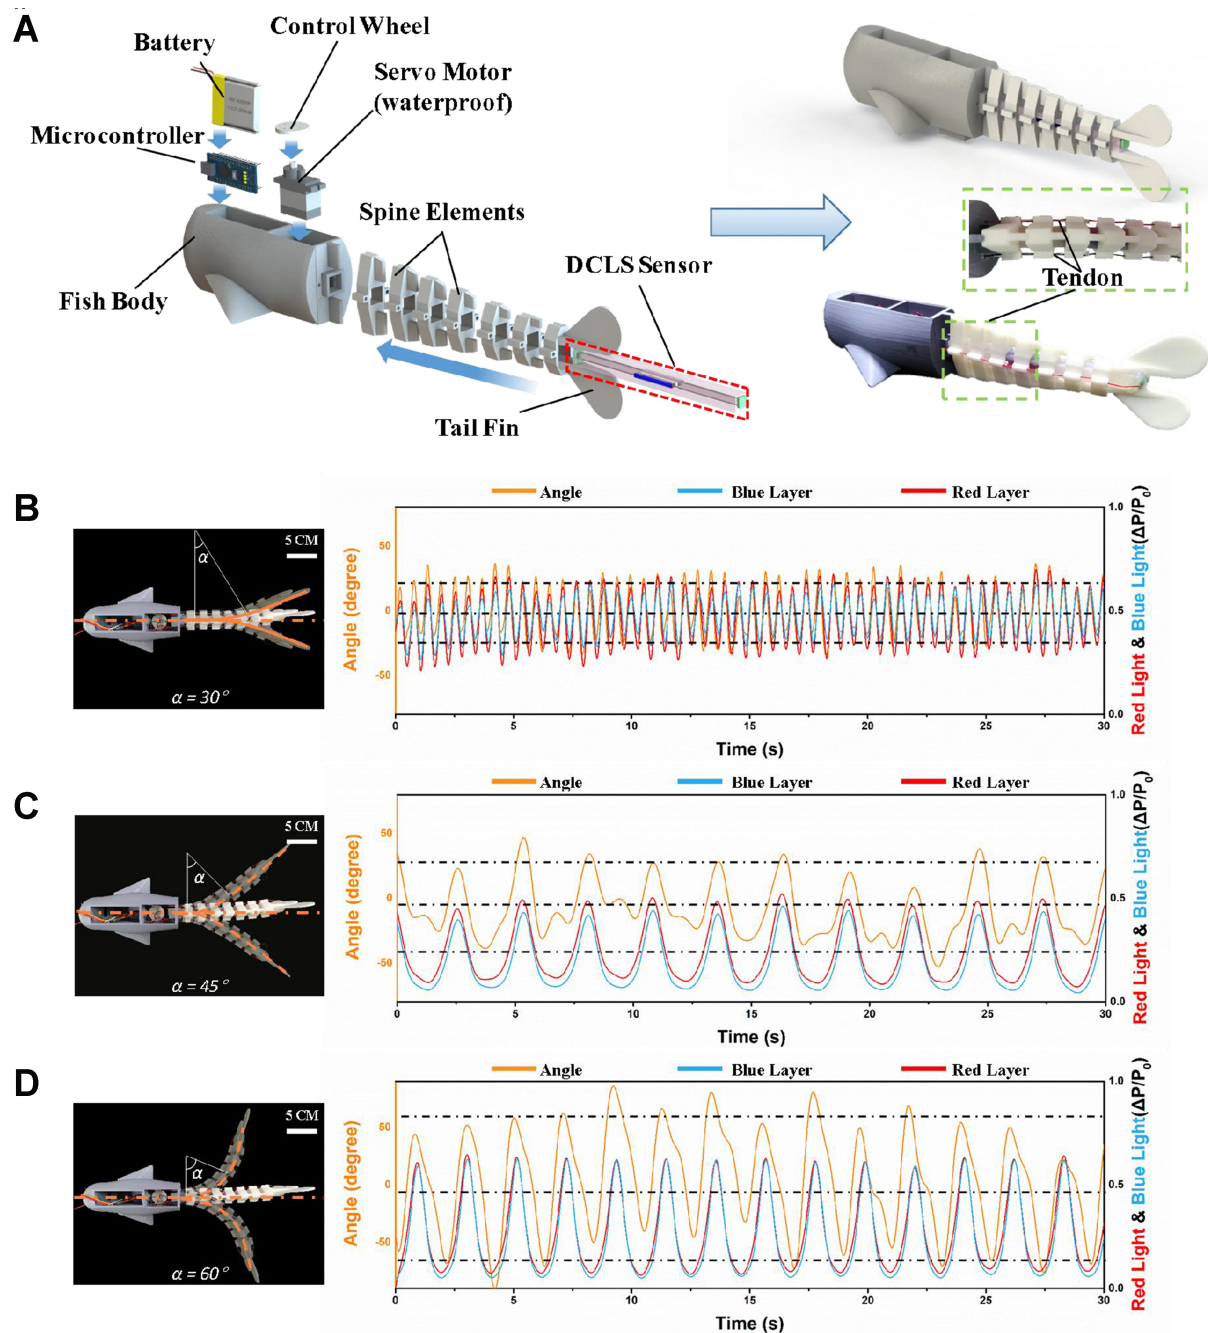 A
Battery
Control Wheel
Servo Motor
(waterproof)
Microcontroller
Spine Elements
DCLS Sensor
Fish Body
Tail Fin
Tendon
B
5 CM
α
α = 30°
Angle
Blue Layer
Red Layer
Angle (degree)
50
0
-50
1.0
0.5
0.0
Red Light & Blue Light(ΔP/P0)
0
5
10
15
20
25
30
Time (s)
C
5 CM
α
α = 45°
Angle
Blue Layer
Red Layer
Angle (degree)
50
0
-50
1.0
0.5
0.0
Red Light & Blue Light(ΔP/P0)
0
5
10
15
20
25
30
Time (s)
D
5 CM
α
α = 60°
Angle
Blue Layer
Red Layer
Angle (degree)
50
0
-50
1.0
0.5
0.0
Red Light & Blue Light(ΔP/P0)
0
5
10
15
20
25
30
Time (s)